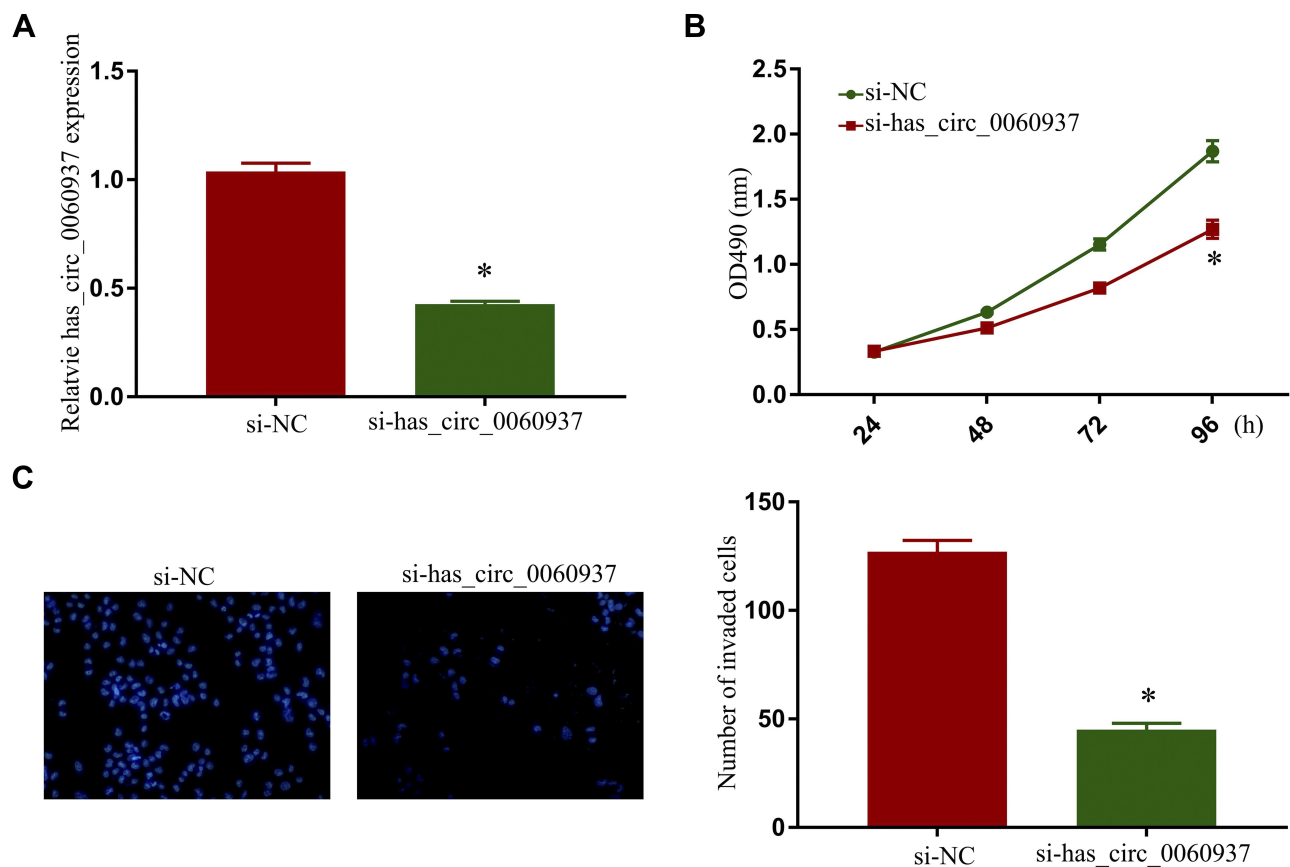 A
Relatvie has_circ_0060937 expression
1.5
1.0
0.5
0.0
*
si-NC
si-has_circ_0060937
B
OD490 (nm)
2.5
2.0
1.5
1.0
0.5
0.0
si-NC
si-has_circ_0060937
*
24
48
72
96
(h)
C
si-NC
si-has_circ_0060937
Number of invaded cells
150
100
50
0
*
si-NC
si-has_circ_0060937